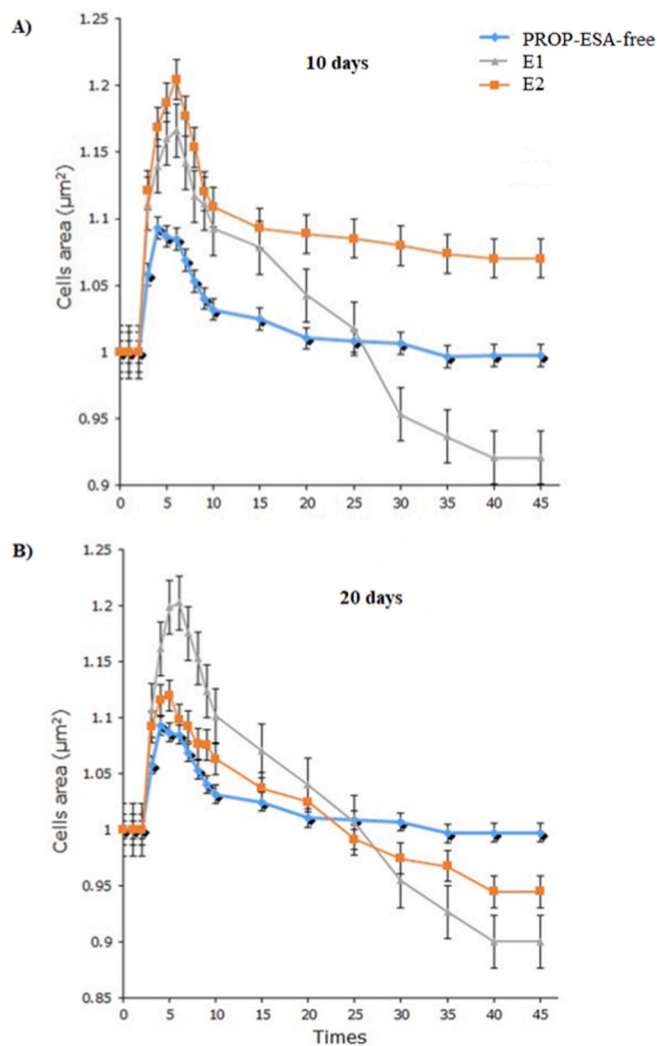 A)
10 days
PROP-ESA-free
E1
E2
Cells area (µm²)
1.25
1.2
1.15
1.1
1.05
1
0.95
0.9
0 5 10 15 20 25 30 35 40 45
B)
20 days
Cells area (µm²)
1.25
1.2
1.15
1.1
1.05
1
0.95
0.9
0.85
0 5 10 15 20 25 30 35 40 45
Times